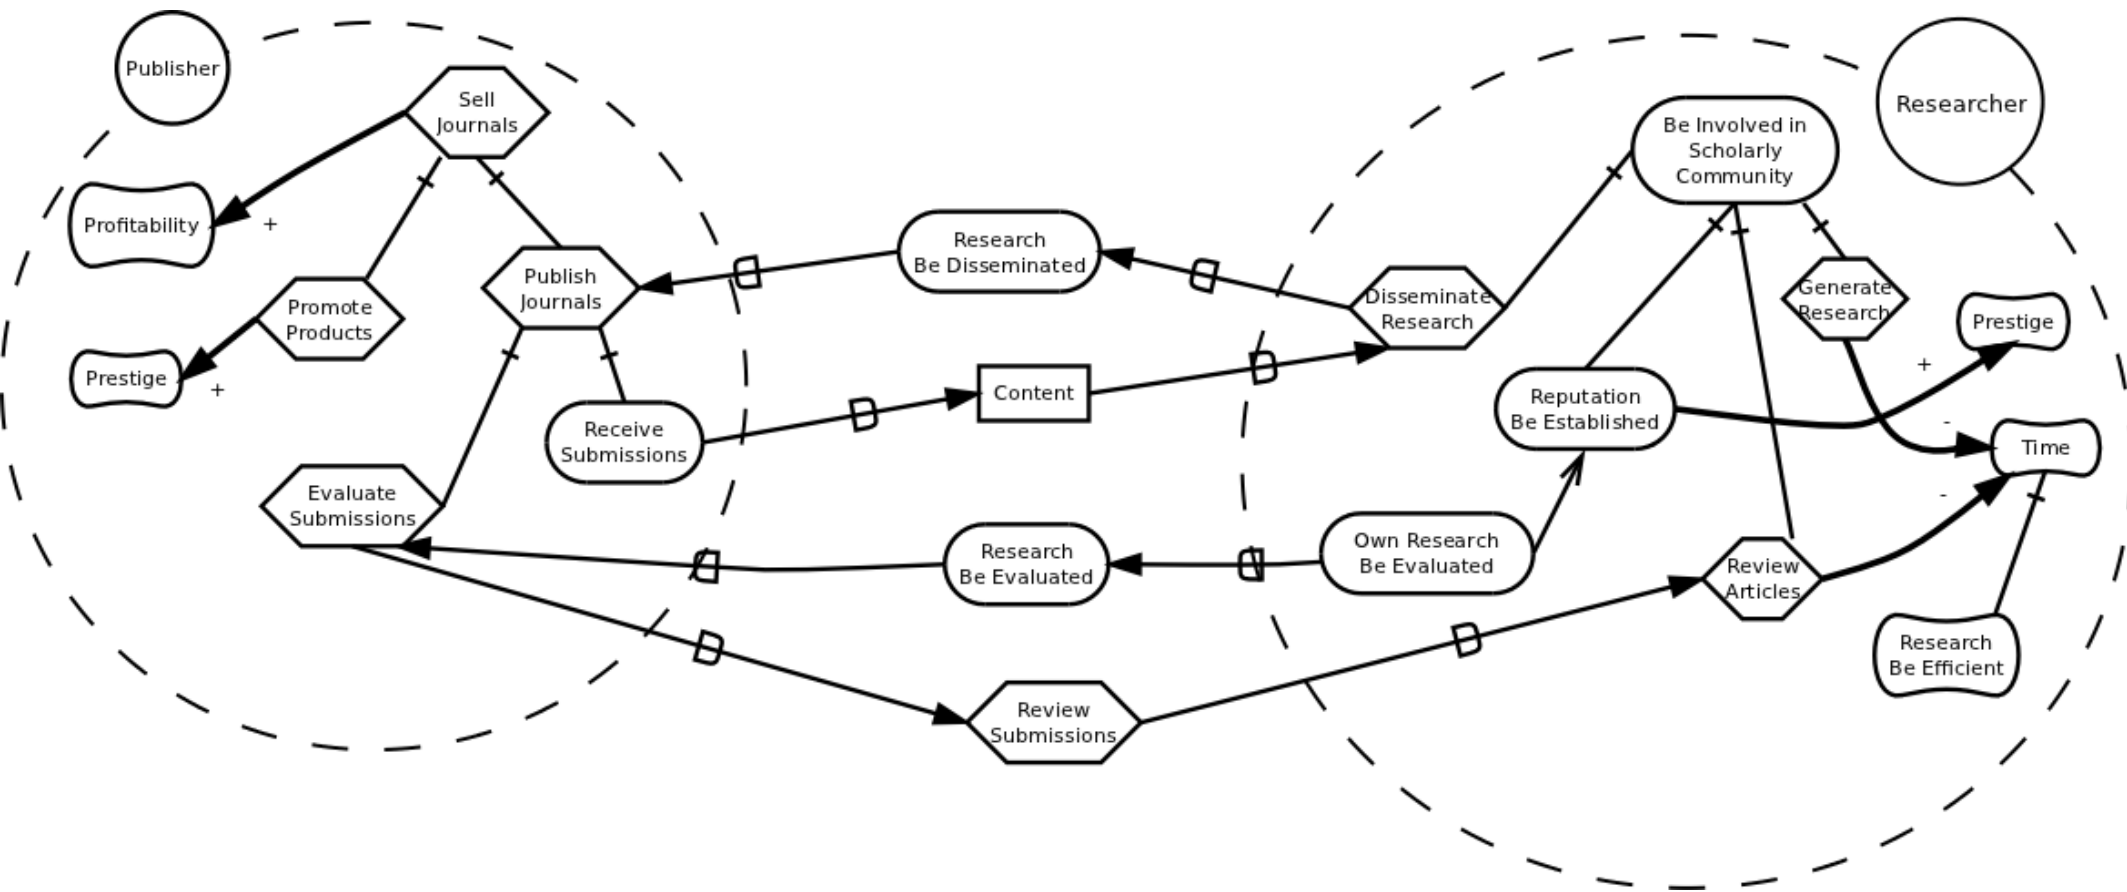 Publisher
Sell
Journals
Profitability
+
Promote
Products
Prestige
+
Publish
Journals
Receive
Submissions
Evaluate
Submissions
Research
Be Disseminated
Content
Research
Be Evaluated
Review
Submissions
Researcher
Be Involved in
Scholarly
Community
Disseminate
Research
Generate
Research
Prestige
+
Reputation
Be Established
-
Time
-
Own Research
Be Evaluated
Review
Articles
Research
Be Efficient